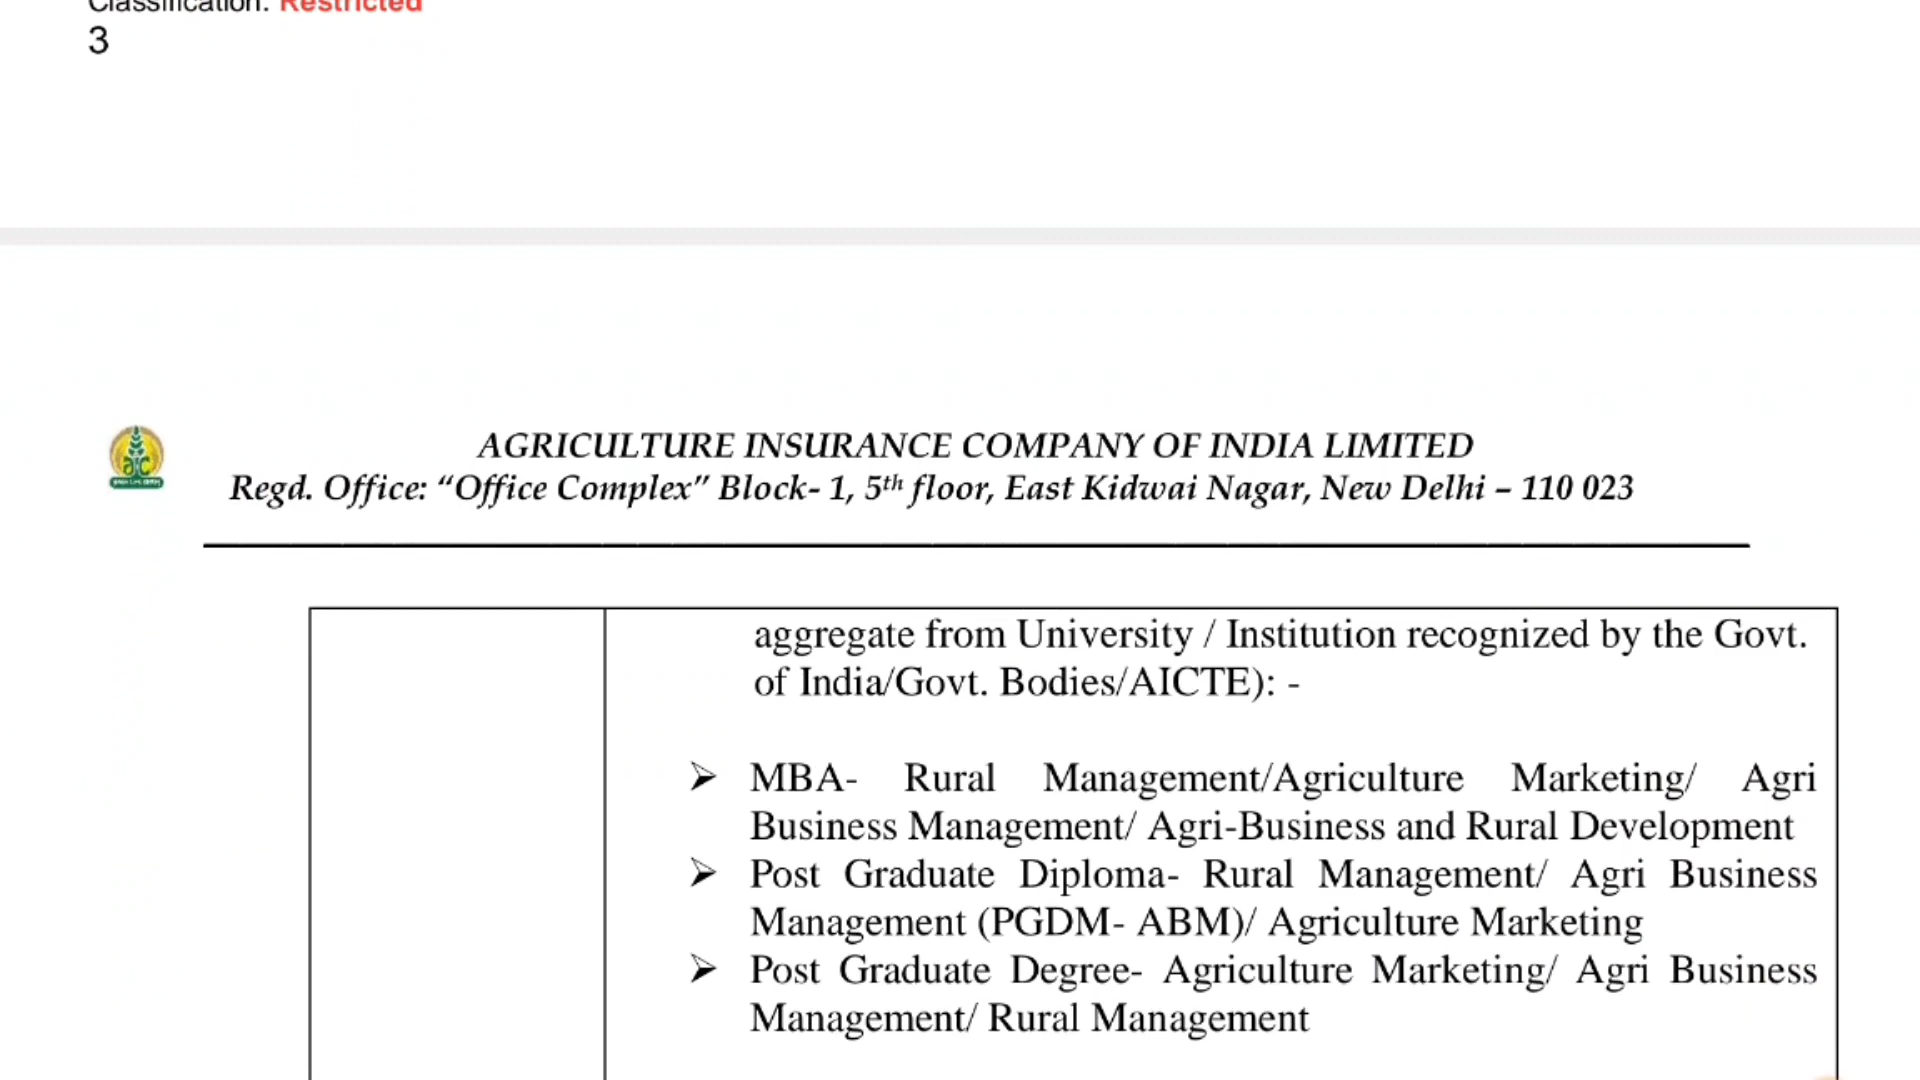 Classification: Restricted
3
AGRICULTURE INSURANCE COMPANY OF INDIA LIMITED
Regd. Office: “Office Complex” Block- 1, 5th floor, East Kidwai Nagar, New Delhi – 110 023
aggregate from University / Institution recognized by the Govt.
of India/Govt. Bodies/AICTE): -
➢ MBA- Rural Management/Agriculture Marketing/ Agri
Business Management/ Agri-Business and Rural Development
➢ Post Graduate Diploma- Rural Management/ Agri Business
Management (PGDM- ABM)/ Agriculture Marketing
➢ Post Graduate Degree- Agriculture Marketing/ Agri Business
Management/ Rural Management